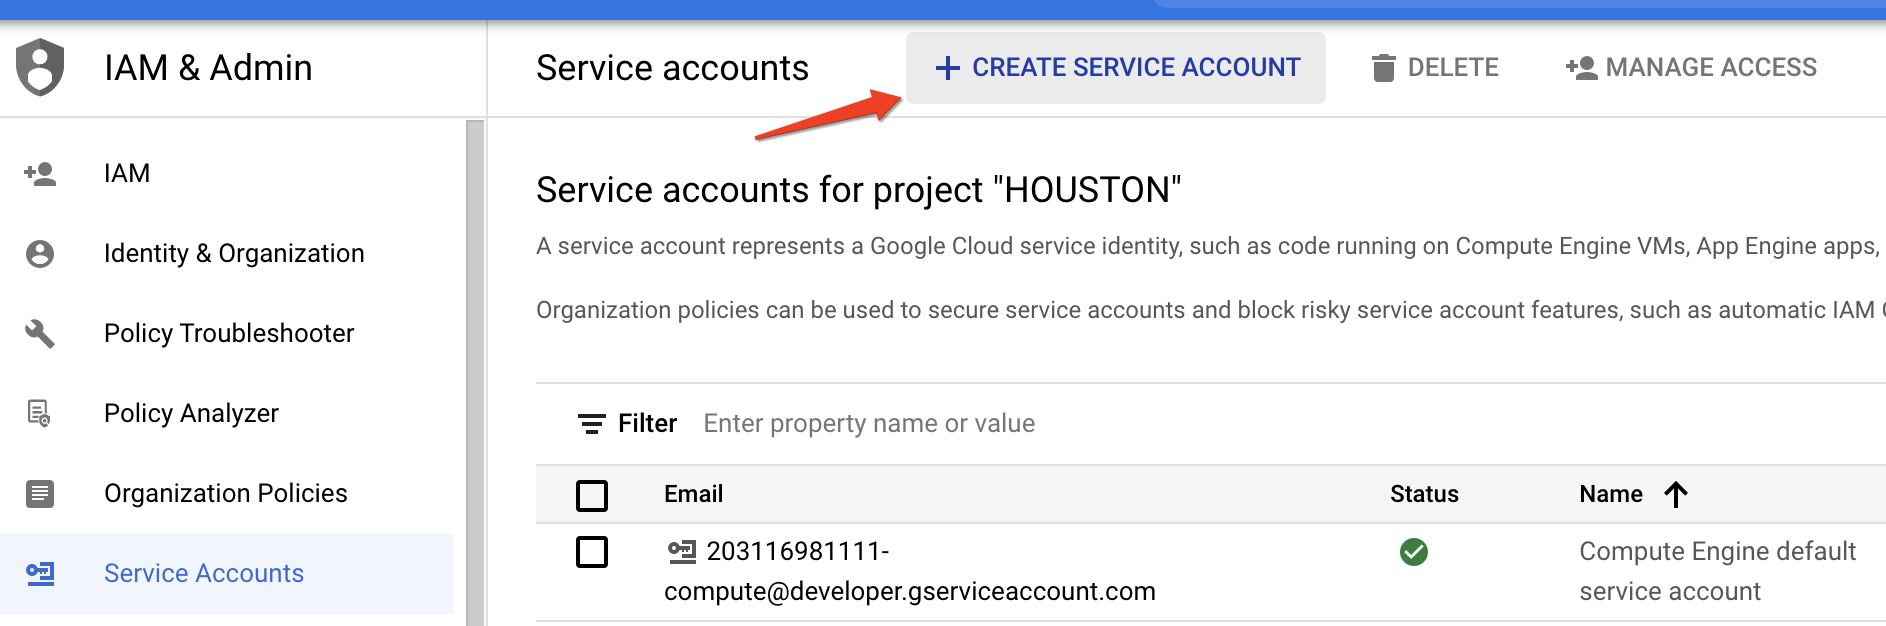 IAM & Admin
Service accounts
CREATE SERVICE ACCOUNT
DELETE
MANAGE ACCESS
IAM
Identity & Organization
Policy Troubleshooter
Policy Analyzer
Organization Policies
Service Accounts
Service accounts for project "HOUSTON"
A service account represents a Google Cloud service identity, such as code running on Compute Engine VMs, App Engine apps,
Organization policies can be used to secure service accounts and block risky service account features, such as automatic IAM
Filter Enter property name or value
Email Status Name
203116981111- Compute Engine default
compute@developer.gserviceaccount.com service account